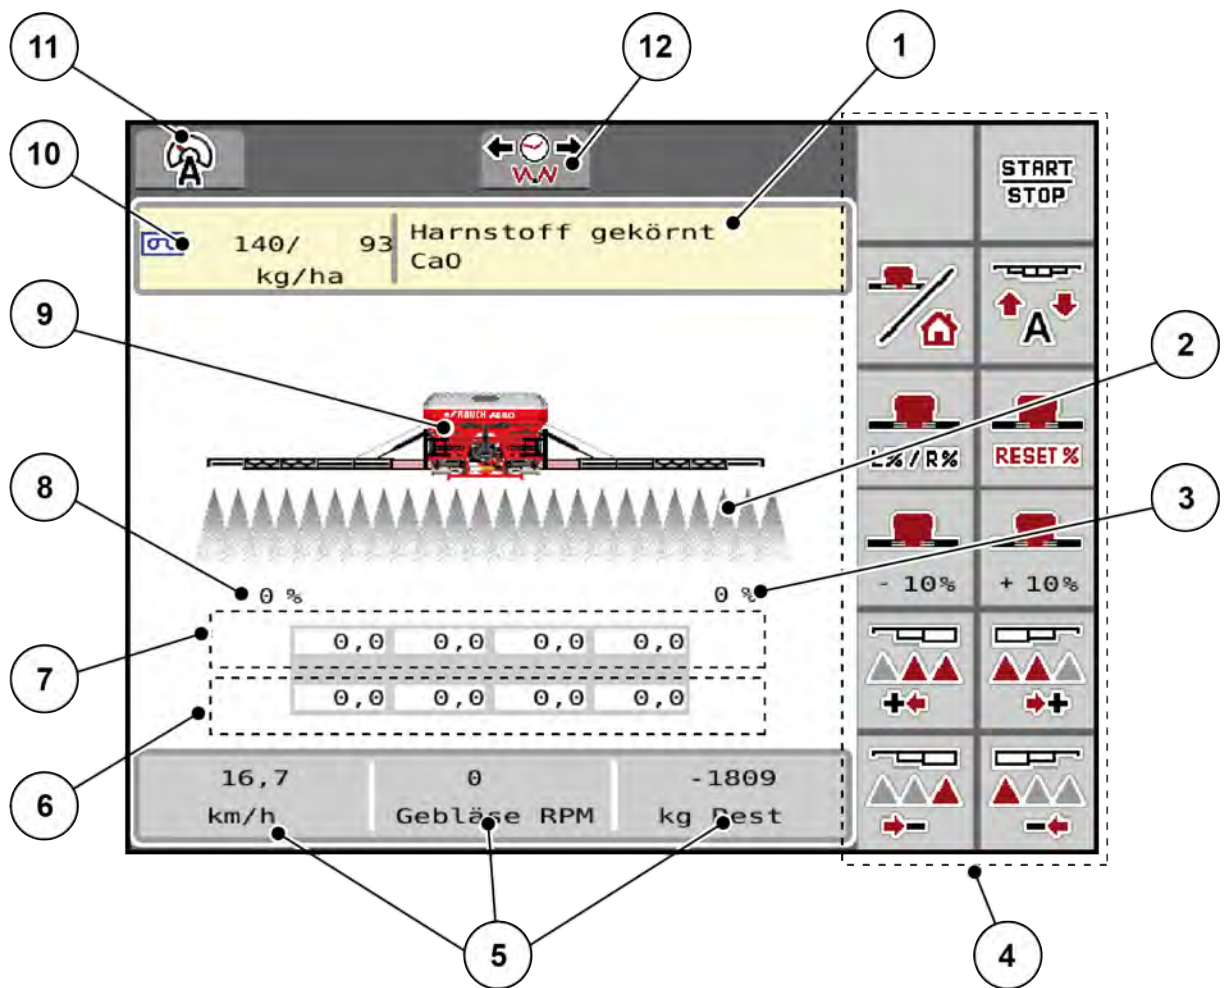 11
12
1
10
START
STOP
140/ 93
kg/ha
Harnstoff gekörnt
CaO
A
A
9
2
RAUCH AERO
L%/R%
RESET%
8
3
0 %
0 %
- 10%
+ 10%
7
0,0 0,0 0,0 0,0
0,0 0,0 0,0 0,0
6
16,7
km/h
0
Gebläse RPM
-1809
kg Rest
5
4